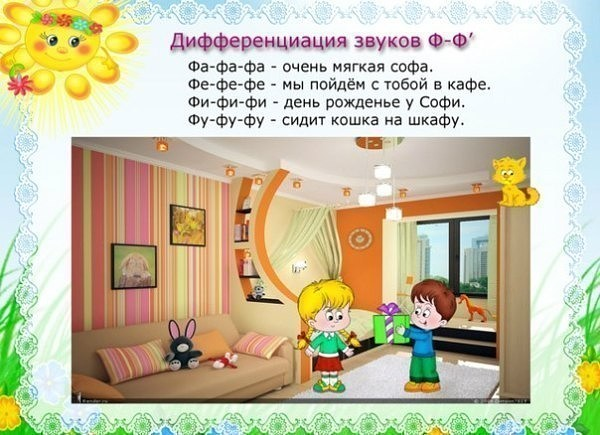 Дифференциация звуков Ф-Ф’
Фа-фа-фа - очень мягкая софа.
Фе-фе-фе - мы пойдём с тобой в кафе.
Фи-фи-фи - день рожденье у Софи.
Фу-фу-фу - сидит кошка на шкафу.